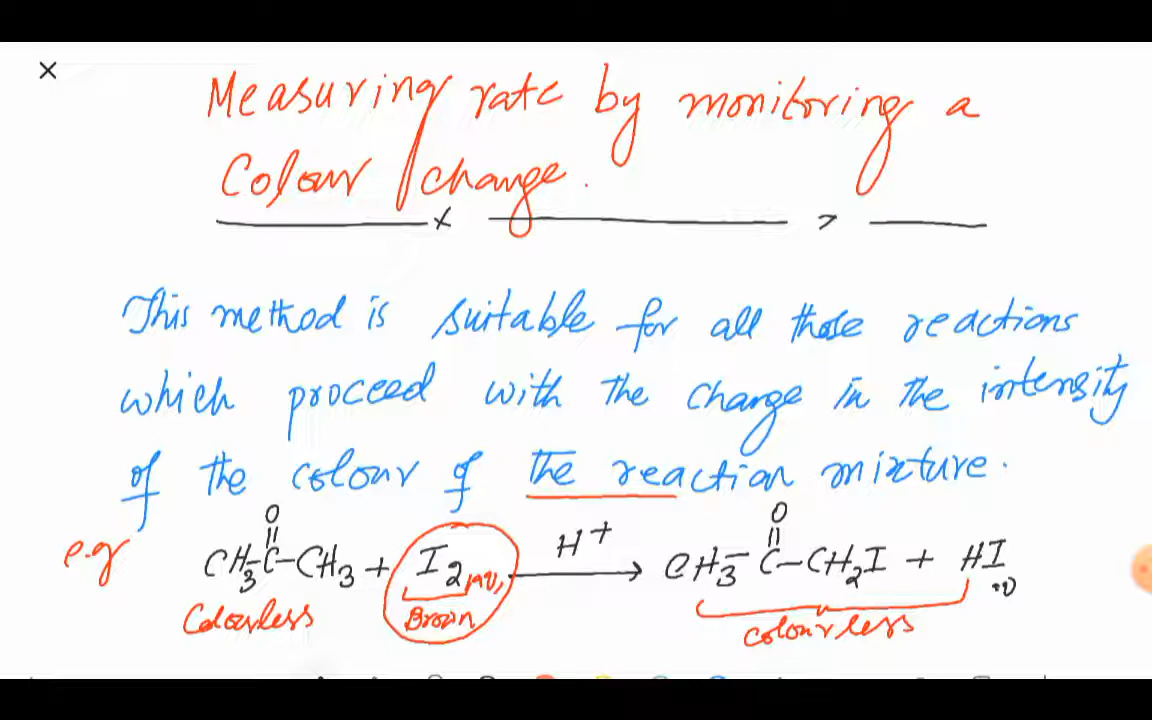 Measuring rate by monitoring a
Colour change.
This method is suitable for all those reactions
which proceed with the change in the intensity
of the colour of the reaction mixture.
e.g CH3-C(=O)-CH3 + I2(aq) H+ → CH3-C(=O)-CH2I + HI
Colourless Brown colourless